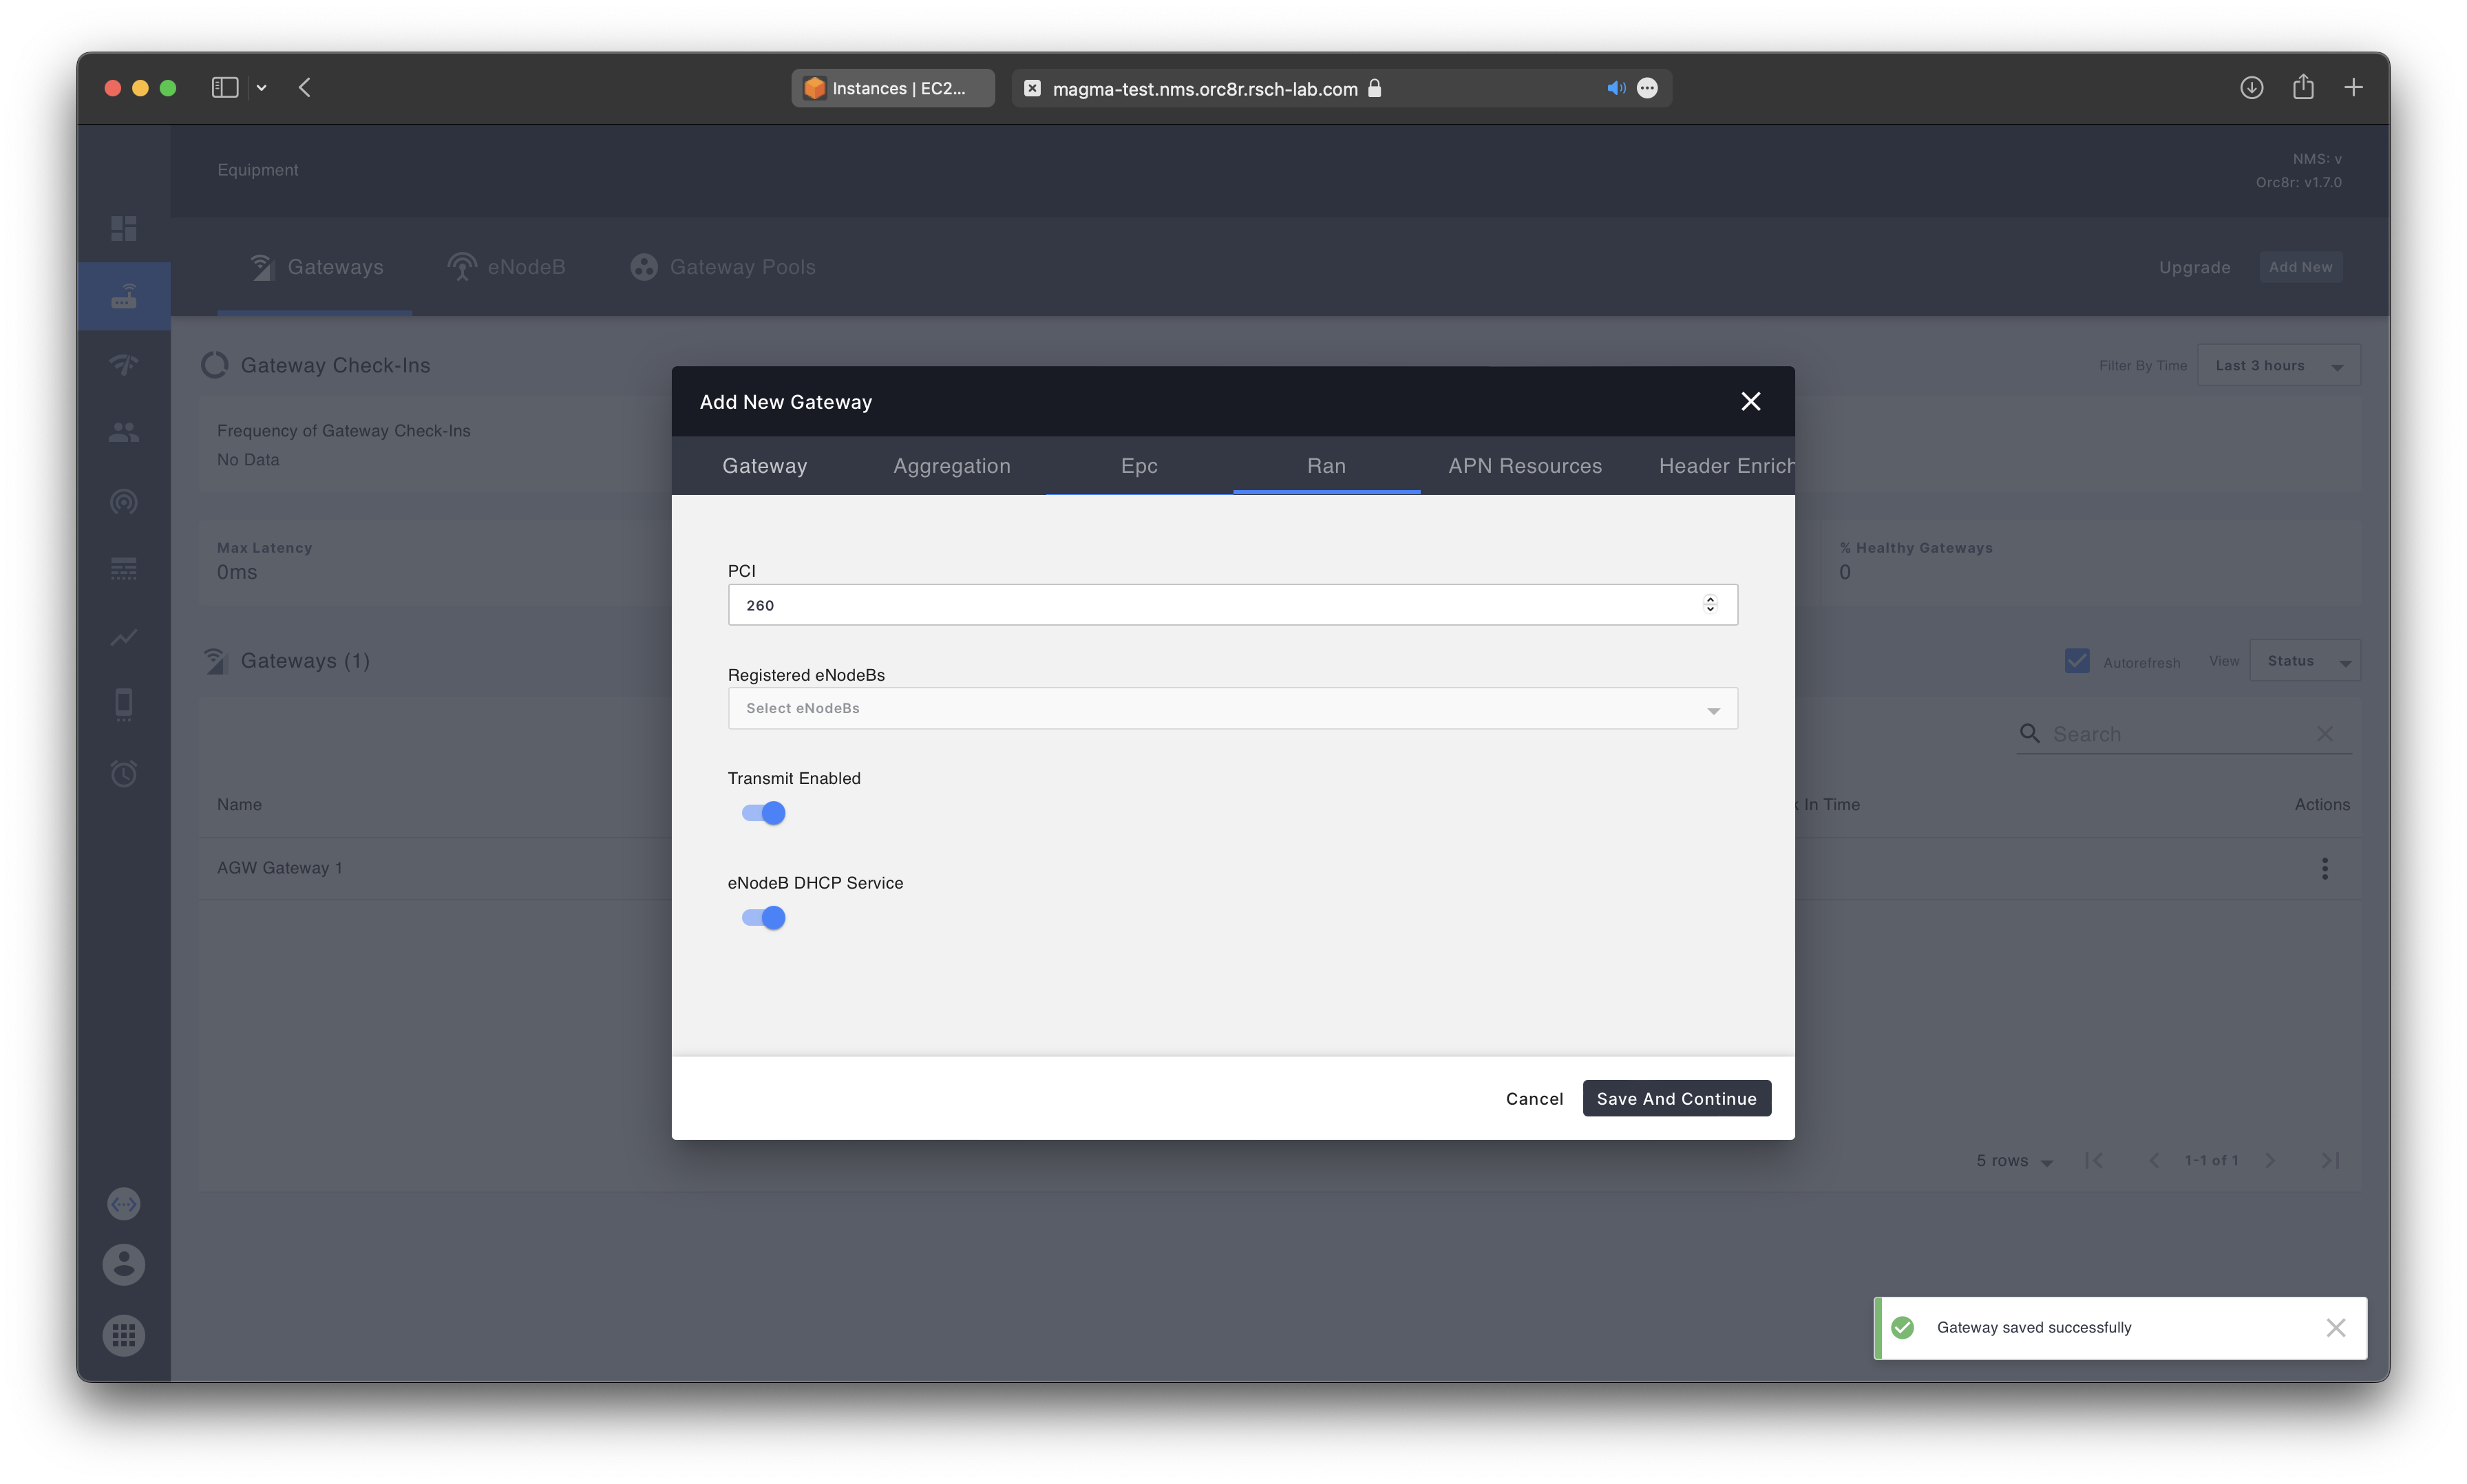 Instances | EC2...
magma-test.nms.orc8r.rsch-lab.com
Equipment
NMS: v
Orc8r: v1.7.0
Gateways
eNodeB
Gateway Pools
Upgrade
Add New
Gateway Check-Ins
Filter By Time
Last 3 hours
Frequency of Gateway Check-Ins
No Data
Max Latency
0ms
% Healthy Gateways
0
Gateways (1)
Autorefresh
View
Status
Search
Name
In Time
Actions
AGW Gateway 1
5 rows
1-1 of 1
Add New Gateway
Gateway
Aggregation
Epc
Ran
APN Resources
Header Enrich
PCI
260
Registered eNodeBs
Select eNodeBs
Transmit Enabled
eNodeB DHCP Service
Cancel
Save And Continue
Gateway saved successfully